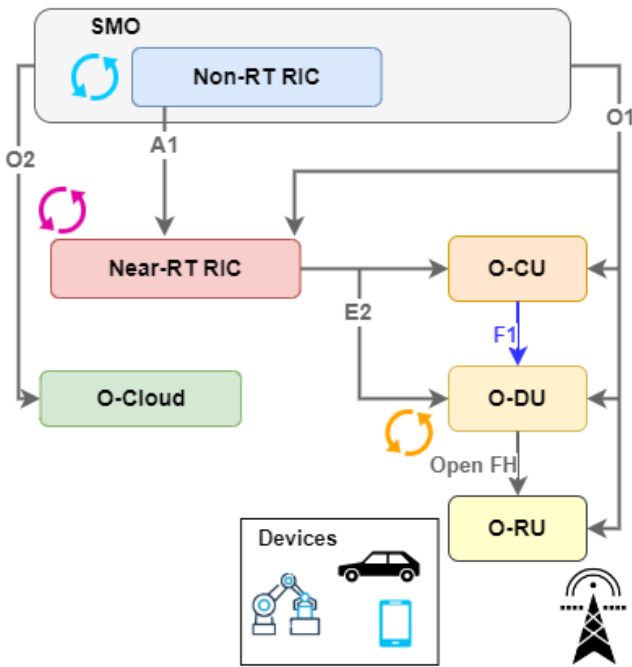 SMO
Non-RT RIC
O2
A1
O1
Near-RT RIC
O-CU
E2
F1
O-Cloud
O-DU
Open FH
O-RU
Devices